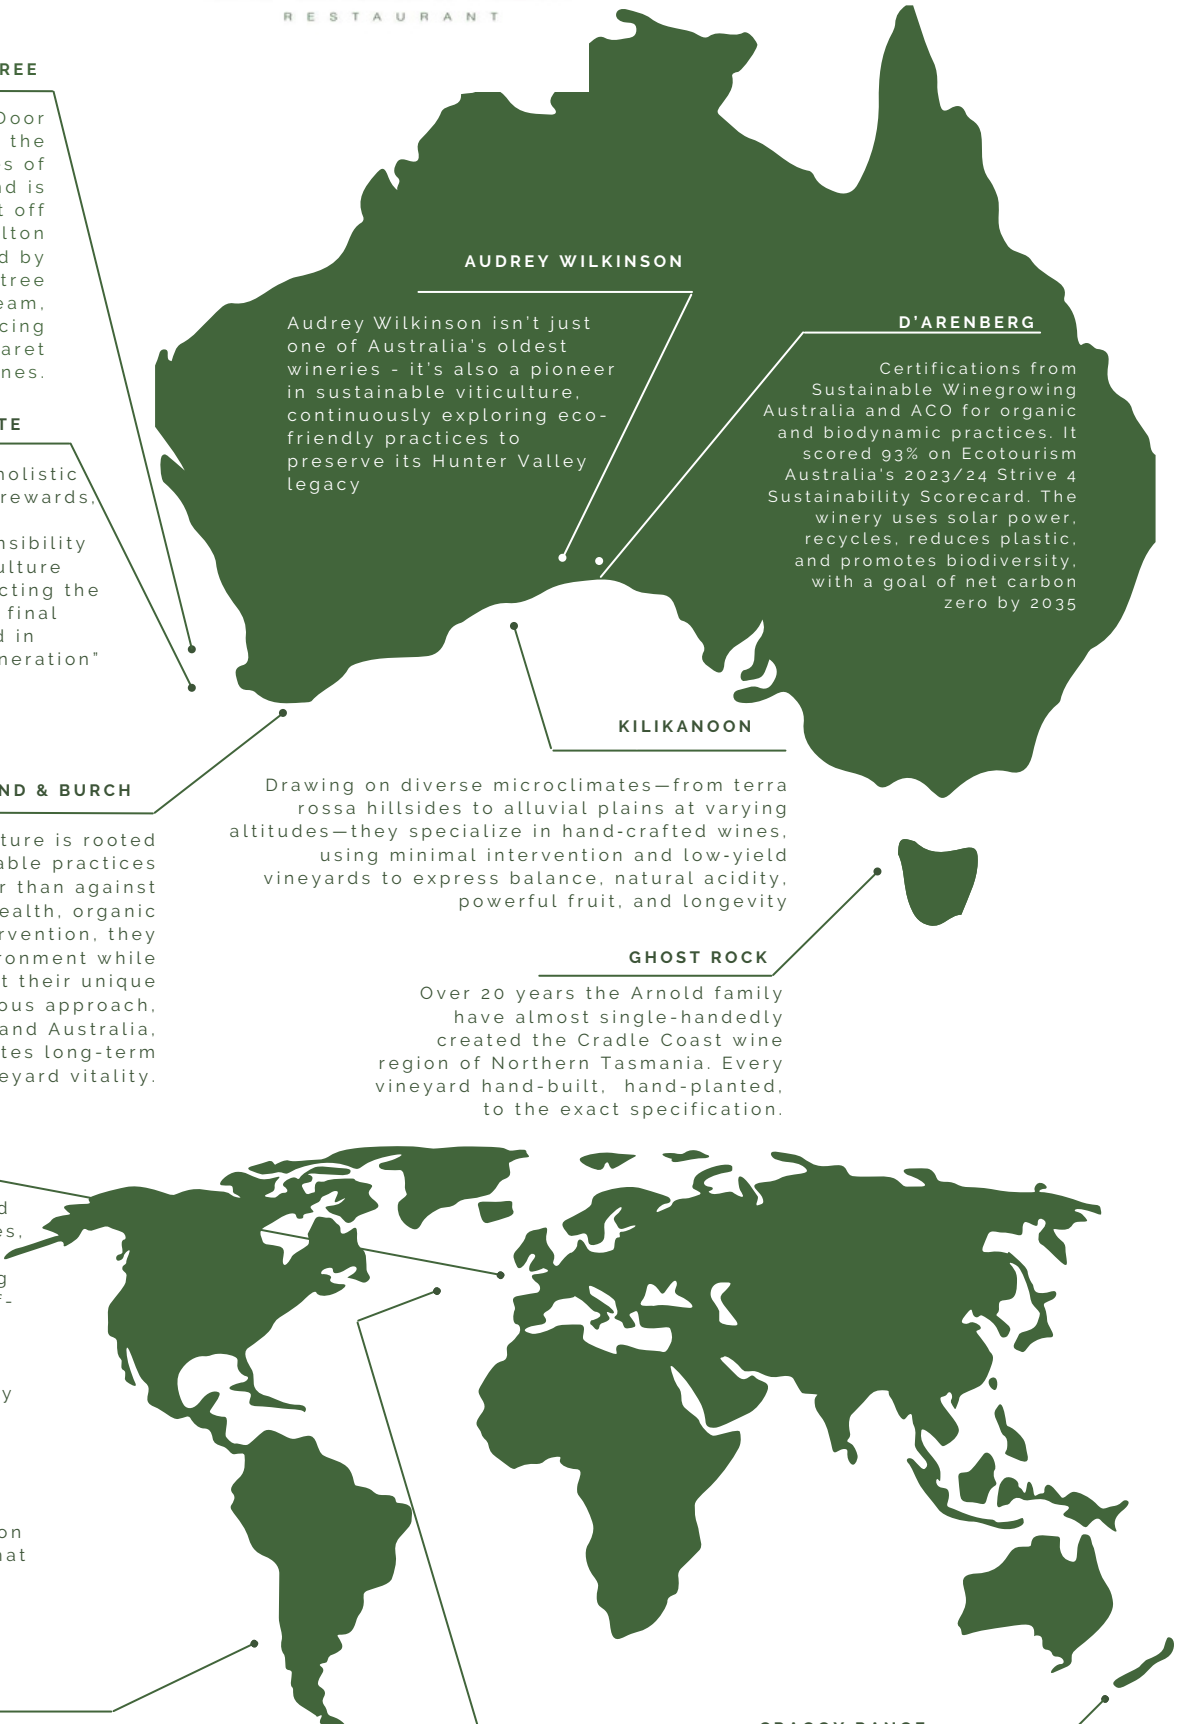 RESTAURANT
REE
Door
the
s of
nd is
t off
lton
d by
tree
eam,
cing
aret
nes.
TE
holistic
rewards,
nsibility
ulture
cting the
final
d in
neration"
ND & BURCH
ture is rooted
able practices
r than against
ealth, organic
rvention, they
ronment while
t their unique
ous approach,
and Australia,
tes long-term
eyard vitality.
AUDREY WILKINSON
Audrey Wilkinson isn't just
one of Australia's oldest
wineries - it's also a pioneer
in sustainable viticulture,
continuously exploring eco-
friendly practices to
preserve its Hunter Valley
legacy
D'ARENBERG
Certifications from
Sustainable Winegrowing
Australia and ACO for organic
and biodynamic practices. It
scored 93% on Ecotourism
Australia's 2023/24 Strive 4
Sustainability Scorecard. The
winery uses solar power,
recycles, reduces plastic,
and promotes biodiversity,
with a goal of net carbon
zero by 2035
KILIKANOON
Drawing on diverse microclimates—from terra
rossa hillsides to alluvial plains at varying
altitudes—they specialize in hand-crafted wines,
using minimal intervention and low-yield
vineyards to express balance, natural acidity,
powerful fruit, and longevity
GHOST ROCK
Over 20 years the Arnold family
have almost single-handedly
created the Cradle Coast wine
region of Northern Tasmania. Every
vineyard hand-built, hand-planted,
to the exact specification.
d
es,
g
f-
y
on
hat
CRAGGY RANGE